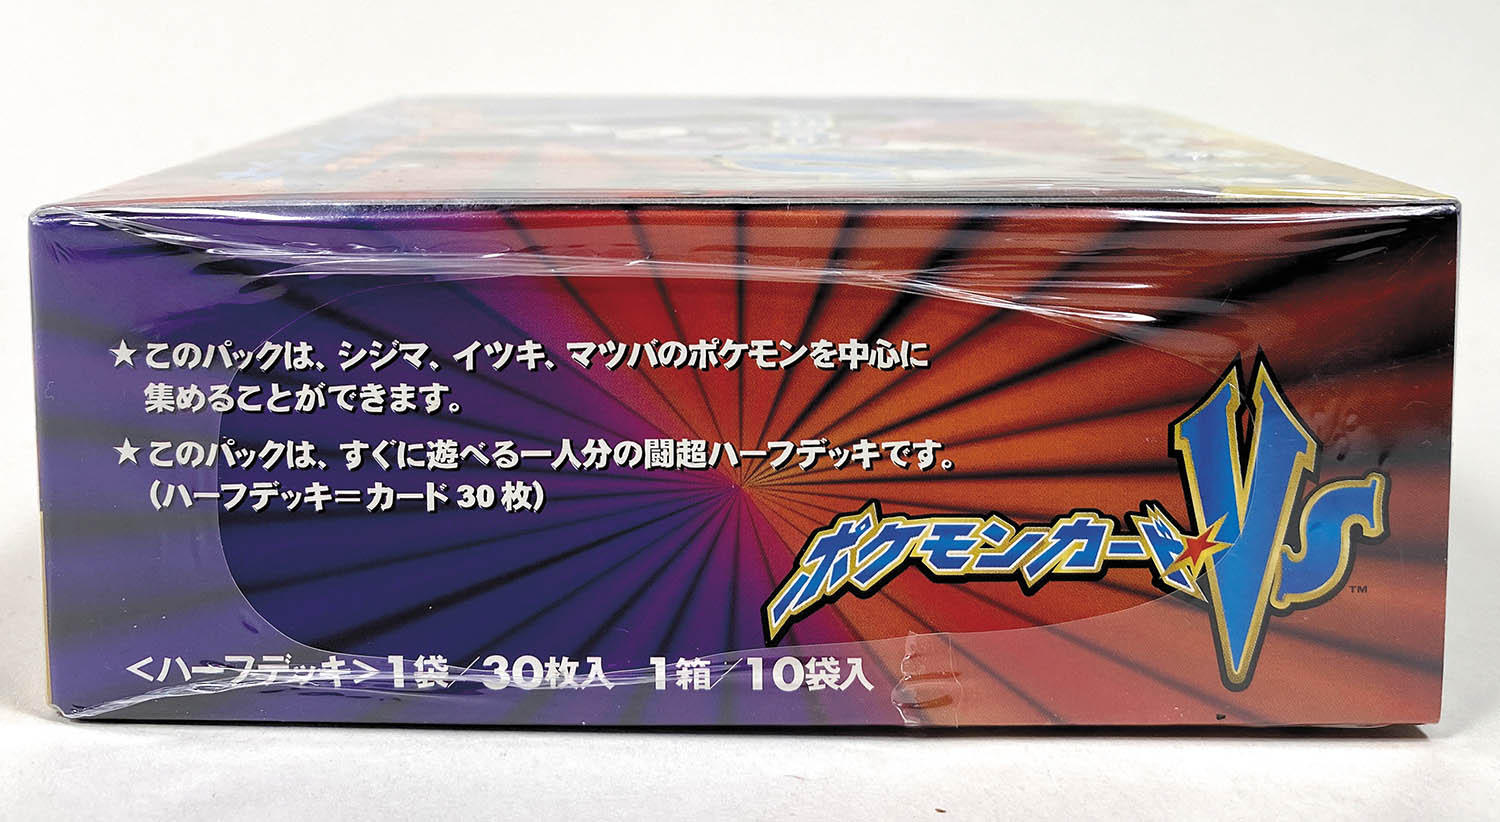 ★このパックは、シジマ、イツキ、マツバのポケモンを中心に
集めることができます。
★このパックは、すぐに遊べる一人分の闘超ハーフデッキです。
(ハーフデッキ=カード30枚)
ポケモンカード★VS™
<ハーフデッキ>1袋/30枚入 1箱/10袋入